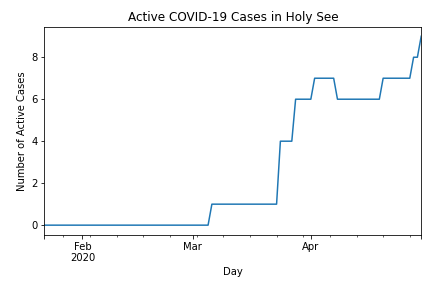 Active COVID-19 Cases in Holy See
Number of Active Cases
8
6
4
2
0
Feb
2020
Mar
Apr
Day